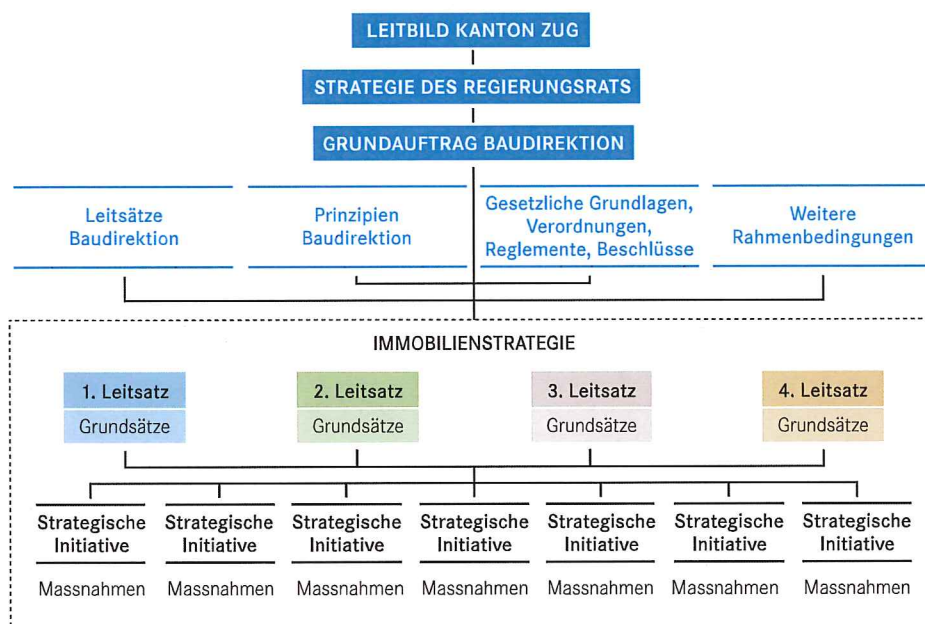 LEITBILD KANTON ZUG
STRATEGIE DES REGIERUNGSRATS
GRUNDAUFTRAG BAUDIREKTION
Leitsätze
Baudirektion
Prinzipien
Baudirektion
Gesetzliche Grundlagen,
Verordnungen,
Reglemente, Beschlüsse
Weitere
Rahmenbedingungen
IMMOBILIENSTRATEGIE
1. Leitsatz
Grundsätze
2. Leitsatz
Grundsätze
3. Leitsatz
Grundsätze
4. Leitsatz
Grundsätze
Strategische
Initiative
Massnahmen
Strategische
Initiative
Massnahmen
Strategische
Initiative
Massnahmen
Strategische
Initiative
Massnahmen
Strategische
Initiative
Massnahmen
Strategische
Initiative
Massnahmen
Strategische
Initiative
Massnahmen